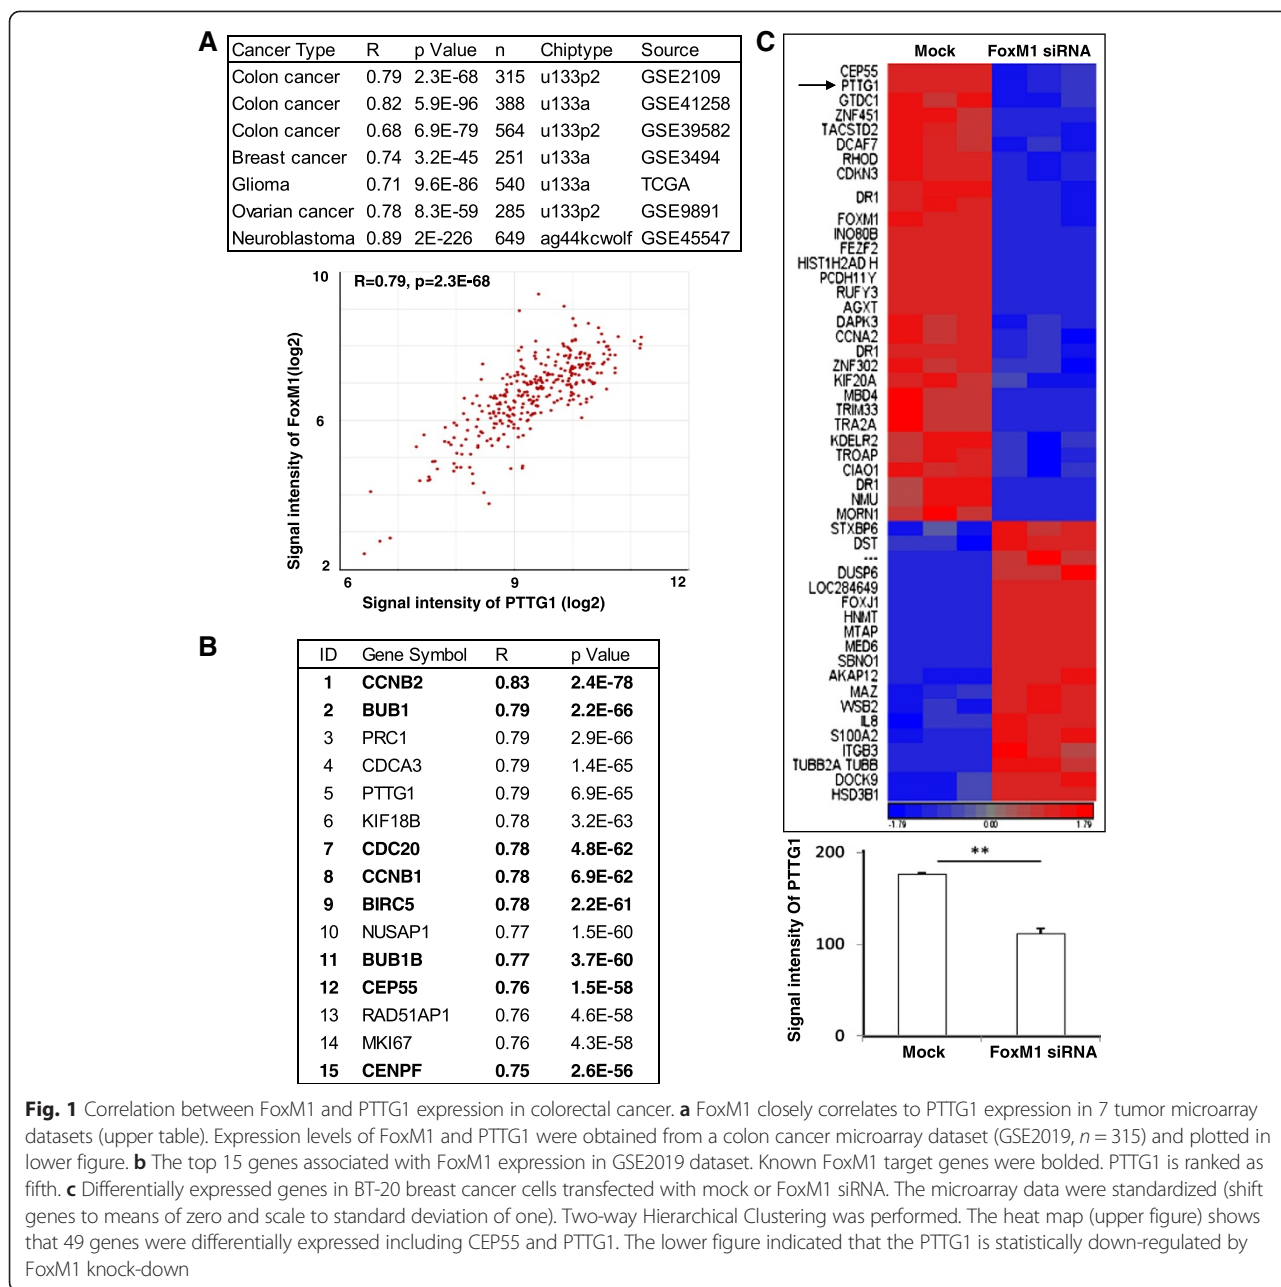 A
Cancer Type R p Value n Chiptype Source
Colon cancer 0.79 2.3E-68 315 u133p2 GSE2109
Colon cancer 0.82 5.9E-96 388 u133a GSE41258
Colon cancer 0.68 6.9E-79 564 u133p2 GSE39582
Breast cancer 0.74 3.2E-45 251 u133a GSE3494
Glioma 0.71 9.6E-86 540 u133a TCGA
Ovarian cancer 0.78 8.3E-59 285 u133p2 GSE9891
Neuroblastoma 0.89 2E-226 649 ag44kcwolf GSE45547
R=0.79, p=2.3E-68
Signal intensity of FoxM1(log2)
10
6
2
6 9 12
Signal intensity of PTTG1 (log2)
B
ID Gene Symbol R p Value
1 CCNB2 0.83 2.4E-78
2 BUB1 0.79 2.2E-66
3 PRC1 0.79 2.9E-66
4 CDCA3 0.79 1.4E-65
5 PTTG1 0.79 6.9E-65
6 KIF18B 0.78 3.2E-63
7 CDC20 0.78 4.8E-62
8 CCNB1 0.78 6.9E-62
9 BIRC5 0.78 2.2E-61
10 NUSAP1 0.77 1.5E-60
11 BUB1B 0.77 3.7E-60
12 CEP55 0.76 1.5E-58
13 RAD51AP1 0.76 4.6E-58
14 MKI67 0.76 4.3E-58
15 CENPF 0.75 2.6E-56
C
Mock FoxM1 siRNA
CEP55
PTTG1
GTDC1
ZNF451
TACSTD2
DCAF7
RHOD
CDKN3
DR1
FOXM1
INO80B
FEZF2
HIST1H2AD H
PCDH11Y
RUFY3
AGXT
DAPK3
CCNA2
DR1
ZNF302
KIF20A
MBD4
TRIM33
TRA2A
KDELR2
TROAP
CIAO1
DR1
NMU
MORN1
STXBP6
DST
---
DUSP6
LOC284649
FOXJ1
HNMT
MTAP
MED6
SBNO1
AKAP12
MAZ
WSB2
IL8
S100A2
ITGB3
TUBB2A TUBB
DOCK9
HSD3B1
-1.79 0.00 1.79
Signal intensity Of PTTG1
200
100
0
**
Mock FoxM1 siRNA
Fig. 1 Correlation between FoxM1 and PTTG1 expression in colorectal cancer. a FoxM1 closely correlates to PTTG1 expression in 7 tumor microarray
datasets (upper table). Expression levels of FoxM1 and PTTG1 were obtained from a colon cancer microarray dataset (GSE2019, n = 315) and plotted in
lower figure. b The top 15 genes associated with FoxM1 expression in GSE2019 dataset. Known FoxM1 target genes were bolded. PTTG1 is ranked as
fifth. c Differentially expressed genes in BT-20 breast cancer cells transfected with mock or FoxM1 siRNA. The microarray data were standardized (shift
genes to means of zero and scale to standard deviation of one). Two-way Hierarchical Clustering was performed. The heat map (upper figure) shows
that 49 genes were differentially expressed including CEP55 and PTTG1. The lower figure indicated that the PTTG1 is statistically down-regulated by
FoxM1 knock-down